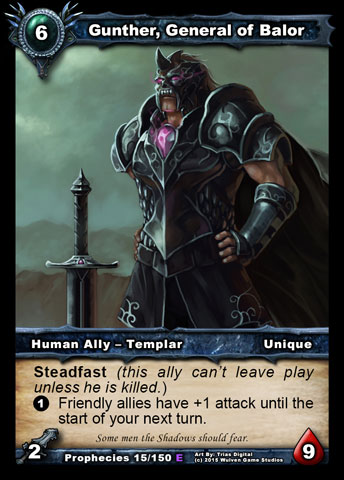 6
Gunther, General of Balor
Human Ally – Templar Unique
Steadfast (this ally can't leave play
unless he is killed.)
1 Friendly allies have +1 attack until the
start of your next turn.
Some men the Shadows should fear.
2
Prophecies 15/150 E
Art By: Trias Digital
(c) 2015 Wulven Game Studios
9